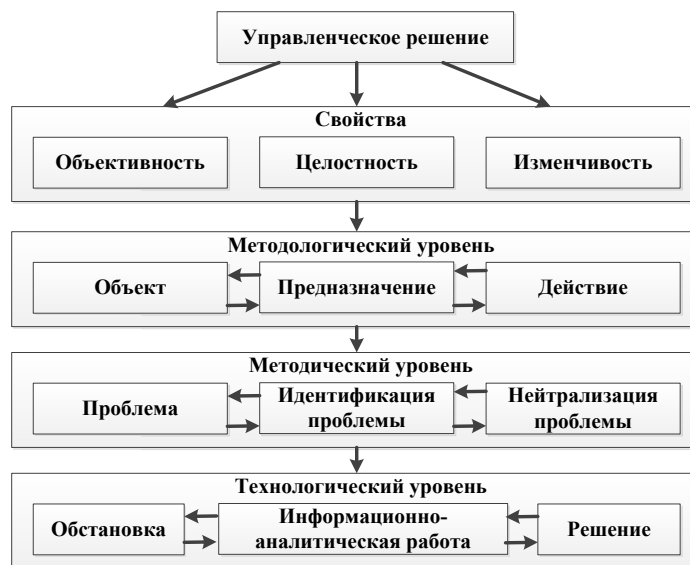 Управленческое решение
Свойства
Объективность
Целостность
Изменчивость
Методологический уровень
Объект
Предназначение
Действие
Методический уровень
Проблема
Идентификация
проблемы
Нейтрализация
проблемы
Технологический уровень
Обстановка
Информационно-
аналитическая работа
Решение